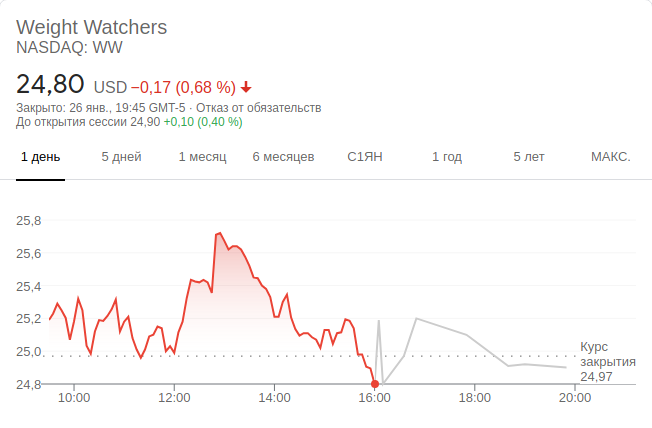 Weight Watchers
NASDAQ: WW
24,80 USD −0,17 (0,68 %)
Закрыто: 26 янв., 19:45 GMT-5 · Отказ от обязательств
До открытия сессии 24,90 +0,10 (0,40 %)
1 день 5 дней 1 месяц 6 месяцев С1ЯН 1 год 5 лет МАКС.
25,8
25,6
25,4
25,2
25,0
24,8
Курс
закрытия
24,97
10:00 12:00 14:00 16:00 18:00 20:00